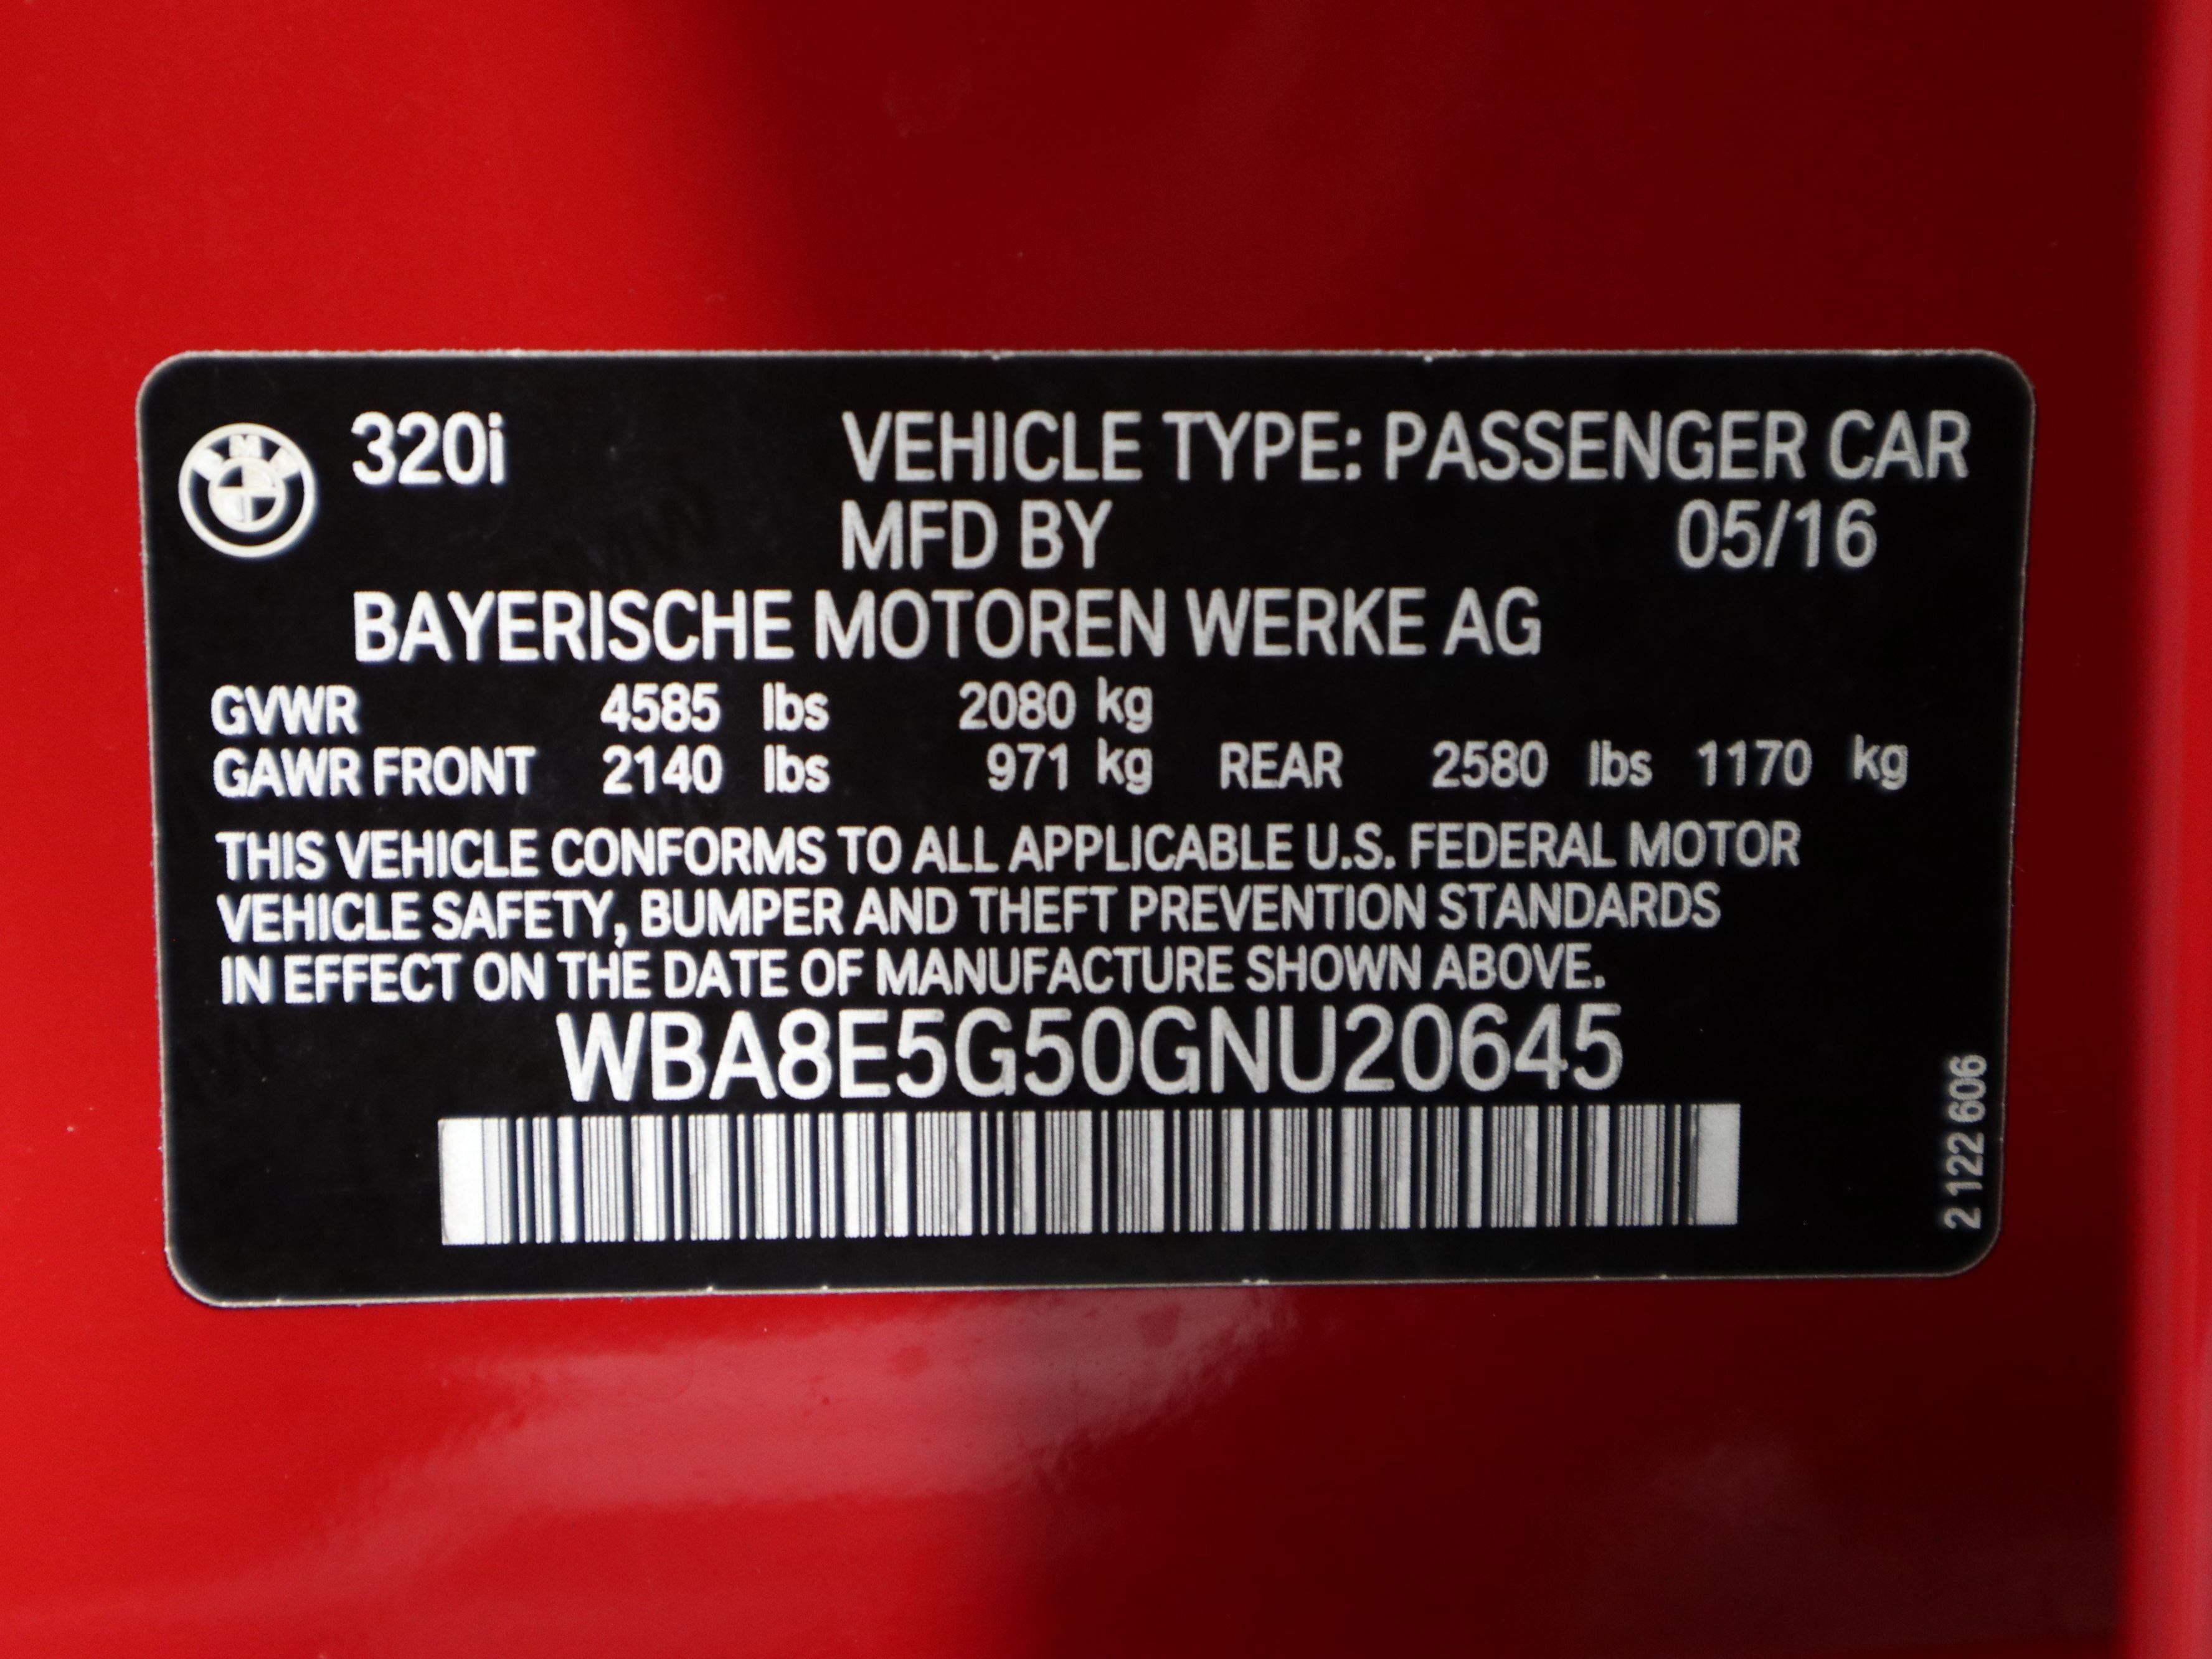 BMW
320i VEHICLE TYPE: PASSENGER CAR
MFD BY 05/16
BAYERISCHE MOTOREN WERKE AG
GVWR 4585 lbs 2080 kg
GAWR FRONT 2140 lbs 971 kg REAR 2580 lbs 1170 kg
THIS VEHICLE CONFORMS TO ALL APPLICABLE U.S. FEDERAL MOTOR
VEHICLE SAFETY, BUMPER AND THEFT PREVENTION STANDARDS
IN EFFECT ON THE DATE OF MANUFACTURE SHOWN ABOVE.
WBA8E5G50GNU20645
2 122 606